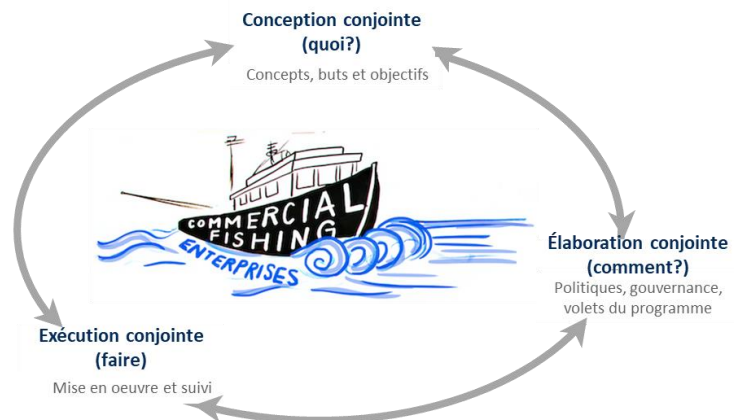 Conception conjointe
(quoi?)
Concepts, buts et objectifs
COMMERCIAL
FISHING
ENTERPRISES
Élaboration conjointe
(comment?)
Politiques, gouvernance,
volets du programme
Exécution conjointe
(faire)
Mise en oeuvre et suivi